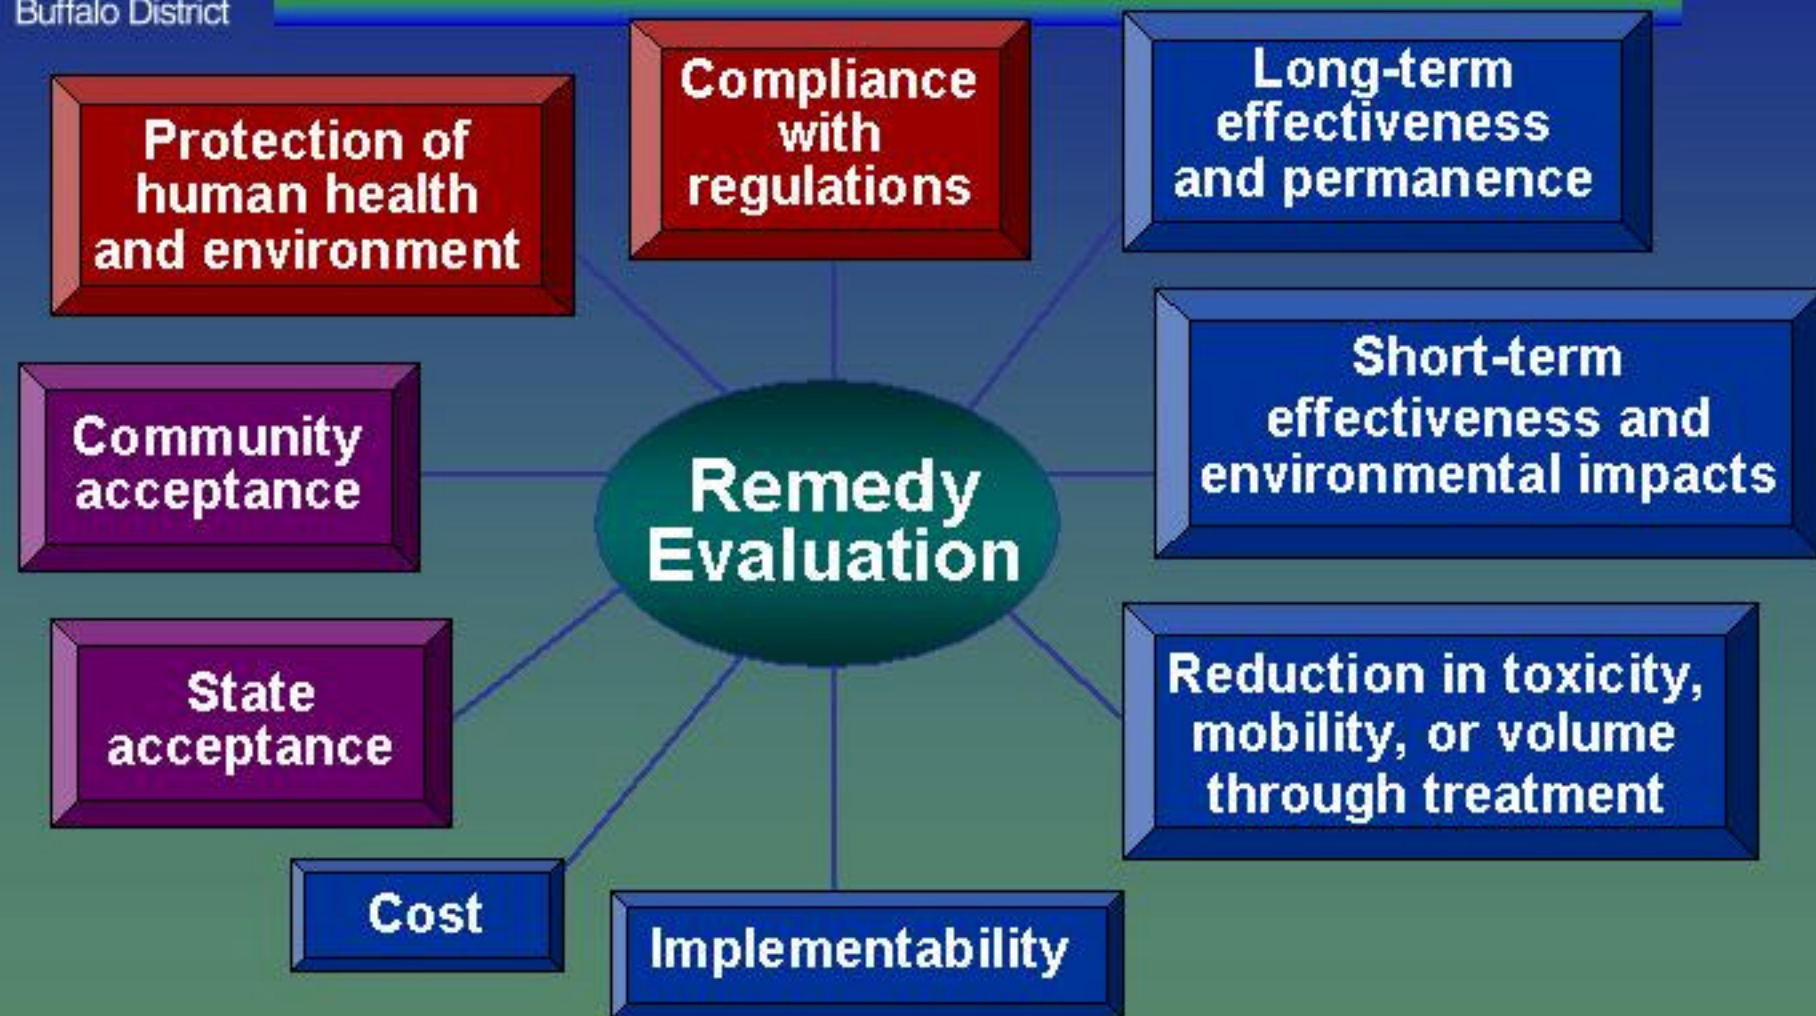 Buffalo District
Compliance
with
regulations
Long-term
effectiveness
and permanence
Protection of
human health
and environment
Short-term
effectiveness and
environmental impacts
Community
acceptance
Remedy
Evaluation
State
acceptance
Reduction in toxicity,
mobility, or volume
through treatment
Cost
Implementability